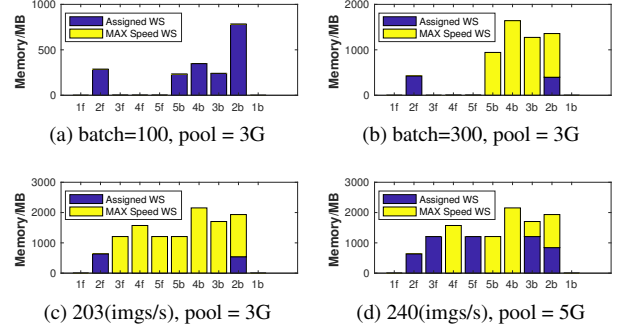 1000
500
0
Memory/MB
Assigned WS
MAX Speed WS
1f 2f 3f 4f 5f 5b 4b 3b 2b 1b
(a) batch=100, pool = 3G
2000
1000
0
Memory/MB
Assigned WS
MAX Speed WS
1f 2f 3f 4f 5f 5b 4b 3b 2b 1b
(b) batch=300, pool = 3G
3000
2000
1000
0
Memory/MB
Assigned WS
MAX Speed WS
1f 2f 3f 4f 5f 5b 4b 3b 2b 1b
(c) 203(imgs/s), pool = 3G
3000
2000
1000
0
Memory/MB
Assigned WS
MAX Speed WS
1f 2f 3f 4f 5f 5b 4b 3b 2b 1b
(d) 240(imgs/s), pool = 5G